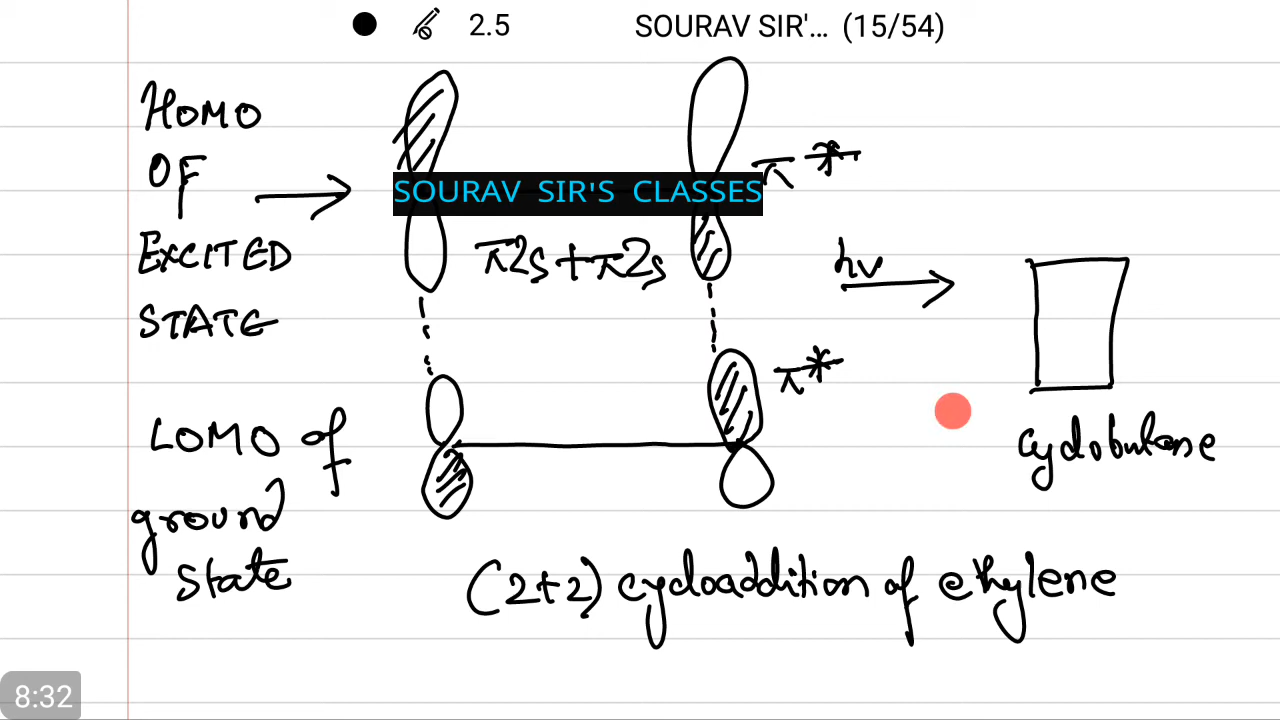 2.5 SOURAV SIR'... (15/54)
HOMO
OF
EXCITED
STATE
SOURAV SIR'S CLASSES
π*
π2s+π2s
hν
π*
LOMO of
ground
state
cyclobutane
(2+2) cycloaddition of ethylene
8:32